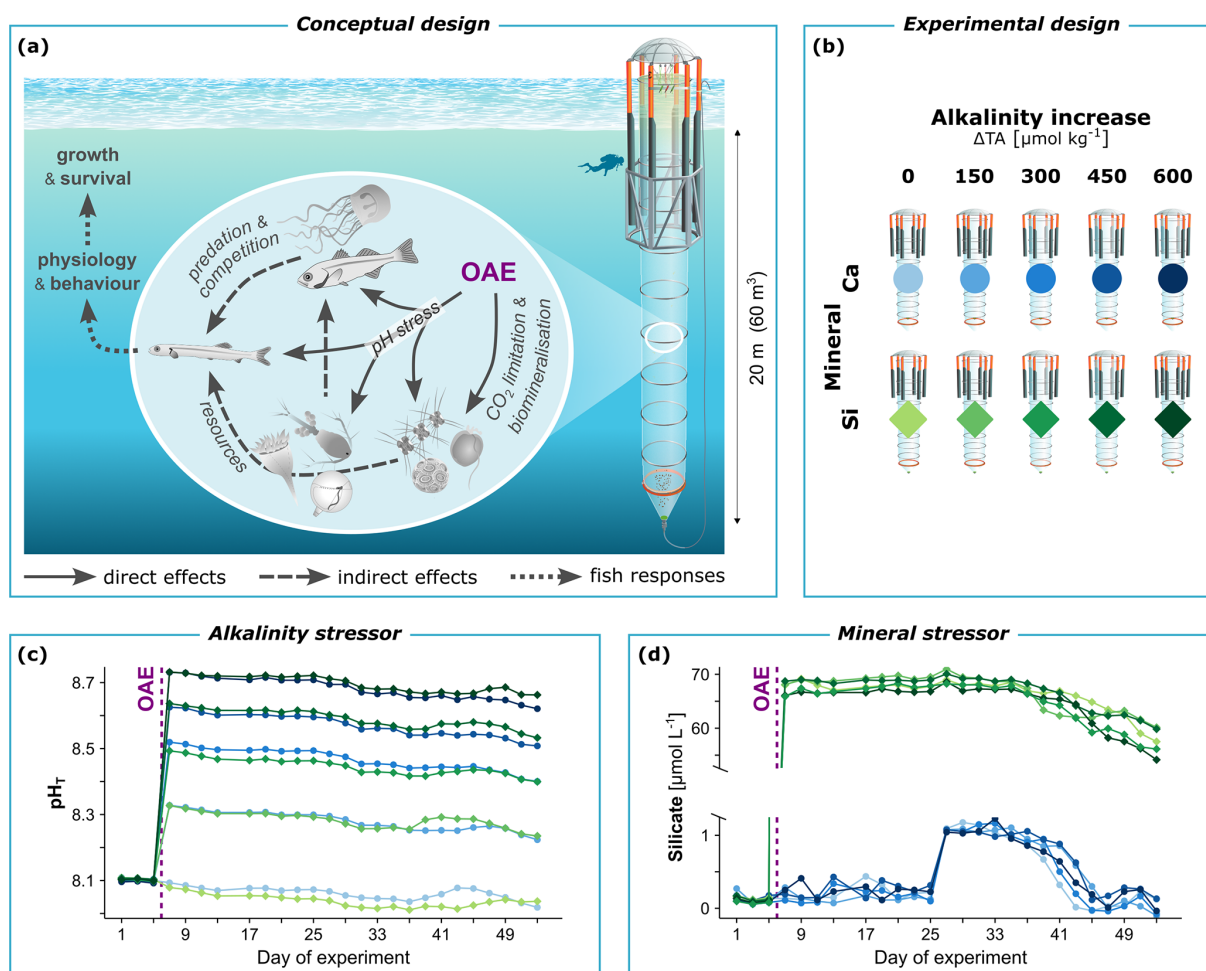 Conceptual design
(a)
growth
& survival
physiology
& behaviour
predation &
competition
OAE
pH stress
CO2 limitation &
biomineralisation
resources
20 m (60 m³)
direct effects
indirect effects
fish responses
Experimental design
(b)
Alkalinity increase
ΔTA [µmol kg⁻¹]
0 150 300 450 600
Mineral
Ca
Si
Alkalinity stressor
(c)
OAE
pHT
8.7
8.5
8.3
8.1
1 9 17 25 33 41 49
Day of experiment
Mineral stressor
(d)
OAE
Silicate [µmol L⁻¹]
70
60
1
0
1 9 17 25 33 41 49
Day of experiment